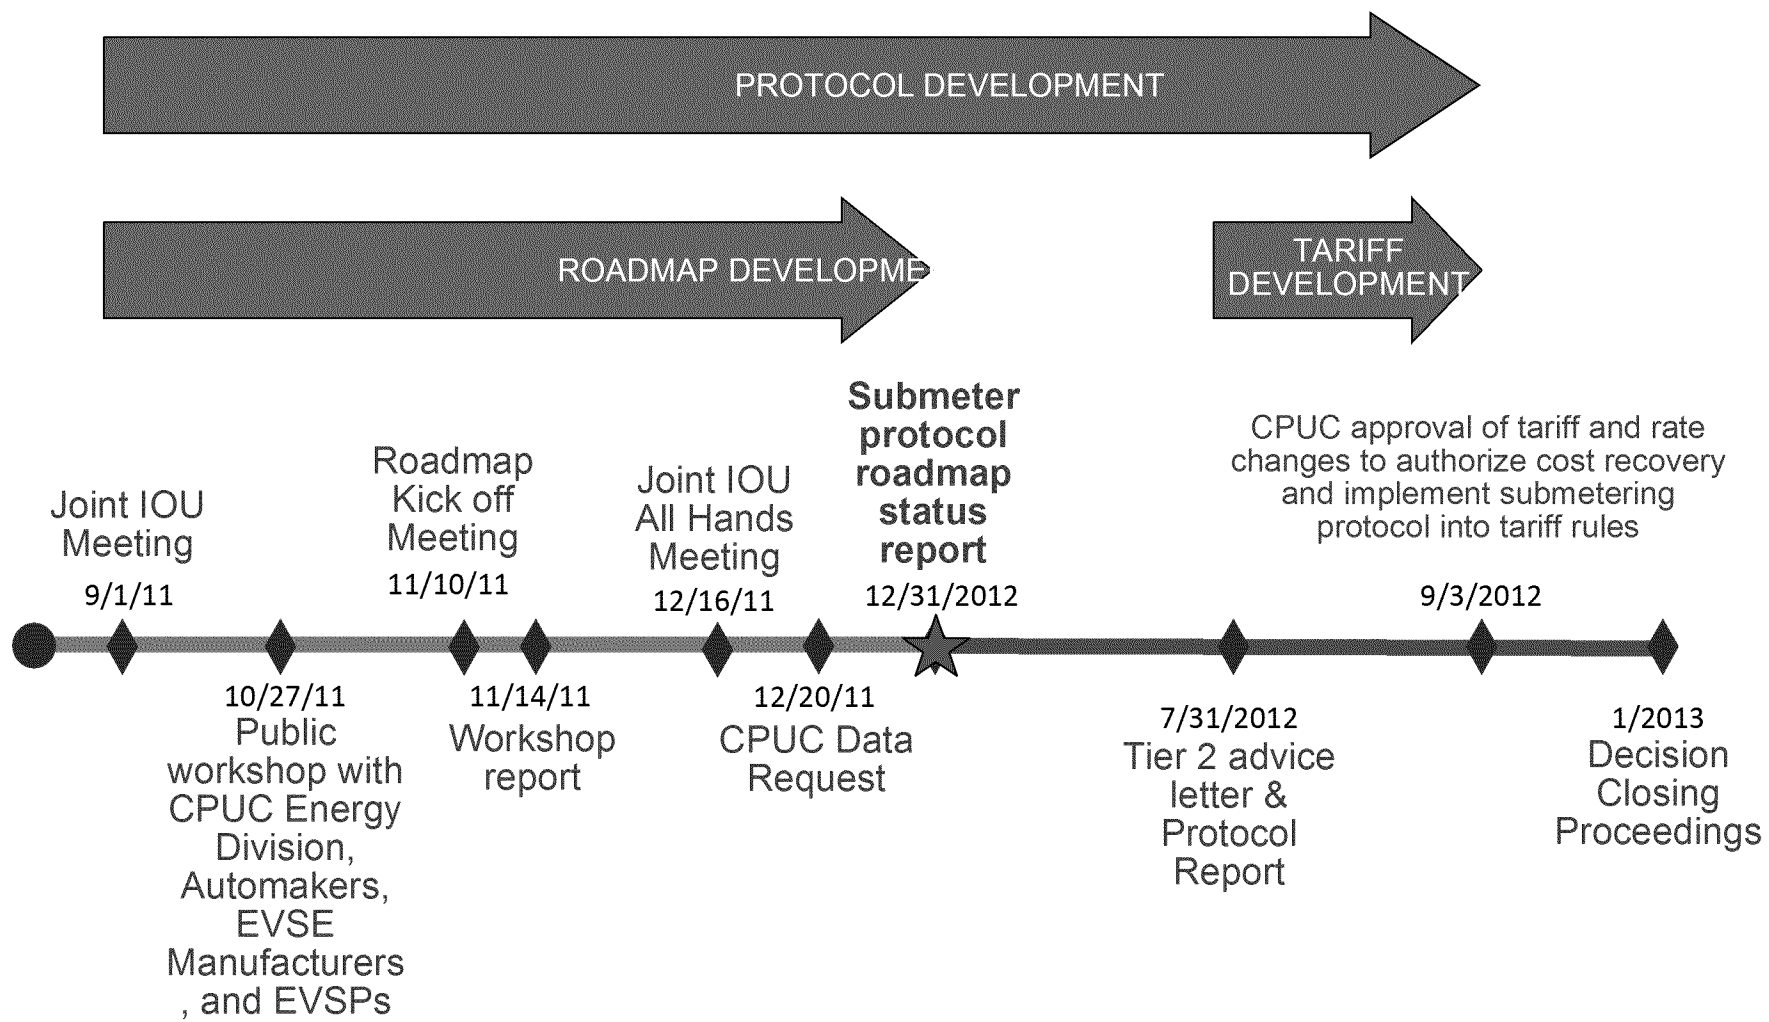 PROTOCOL DEVELOPMENT
ROADMAP DEVELOPME
TARIFF
DEVELOPMENT
Joint IOU
Meeting
9/1/11
Roadmap
Kick off
Meeting
11/10/11
Joint IOU
All Hands
Meeting
12/16/11
Submeter
protocol
roadmap
status
report
12/31/2012
CPUC approval of tariff and rate
changes to authorize cost recovery
and implement submetering
protocol into tariff rules
9/3/2012
10/27/11
Public
workshop with
CPUC Energy
Division,
Automakers,
EVSE
Manufacturers
, and EVSPs
11/14/11
Workshop
report
12/20/11
CPUC Data
Request
7/31/2012
Tier 2 advice
letter &
Protocol
Report
1/2013
Decision
Closing
Proceedings